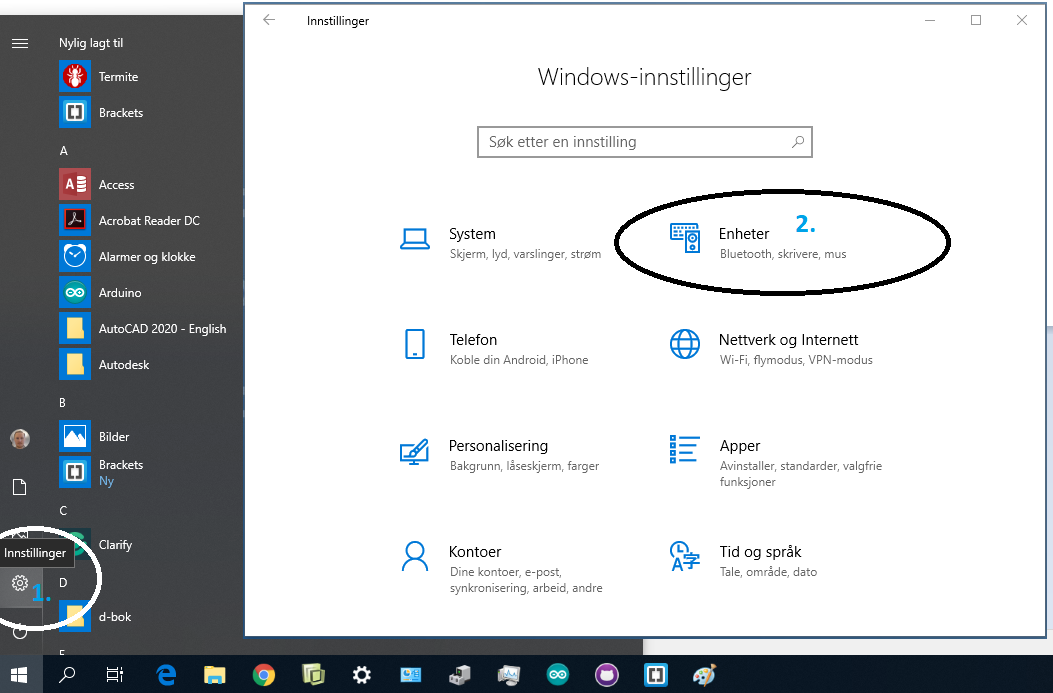 Nylig lagt til
Termite
Brackets
A
Access
Acrobat Reader DC
Alarmer og klokke
Arduino
AutoCAD 2020 - English
Autodesk
B
Bilder
Brackets
Ny
C
Clarify
Innstillinger
1.
D
d-bok
Innstillinger
Windows-innstillinger
Søk etter en innstilling
System
Skjerm, lyd, varslinger, strøm
Enheter
2.
Bluetooth, skrivere, mus
Telefon
Koble din Android, iPhone
Nettverk og Internett
Wi-Fi, flymodus, VPN-modus
Personalisering
Bakgrunn, låseskjerm, farger
Apper
Avinstaller, standarder, valgfrie
funksjoner
Kontoer
Dine kontoer, e-post,
synkronisering, arbeid, andre
Tid og språk
Tale, område, dato